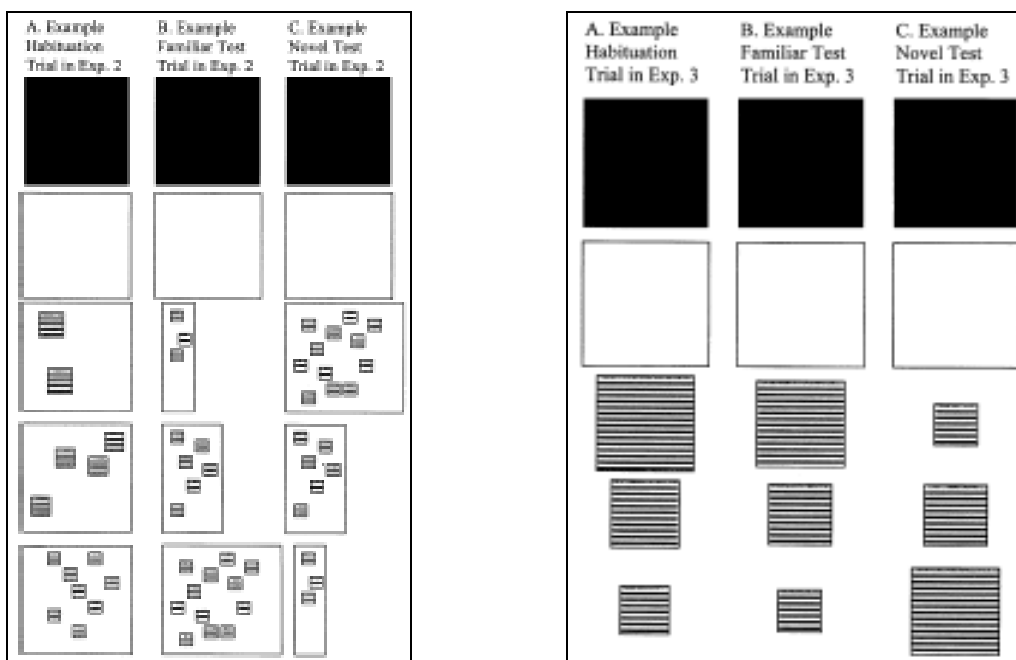 A. Example
Habituation
Trial in Exp. 2
B. Example
Familiar Test
Trial in Exp. 2
C. Example
Novel Test
Trial in Exp. 2
A. Example
Habituation
Trial in Exp. 3
B. Example
Familiar Test
Trial in Exp. 3
C. Example
Novel Test
Trial in Exp. 3